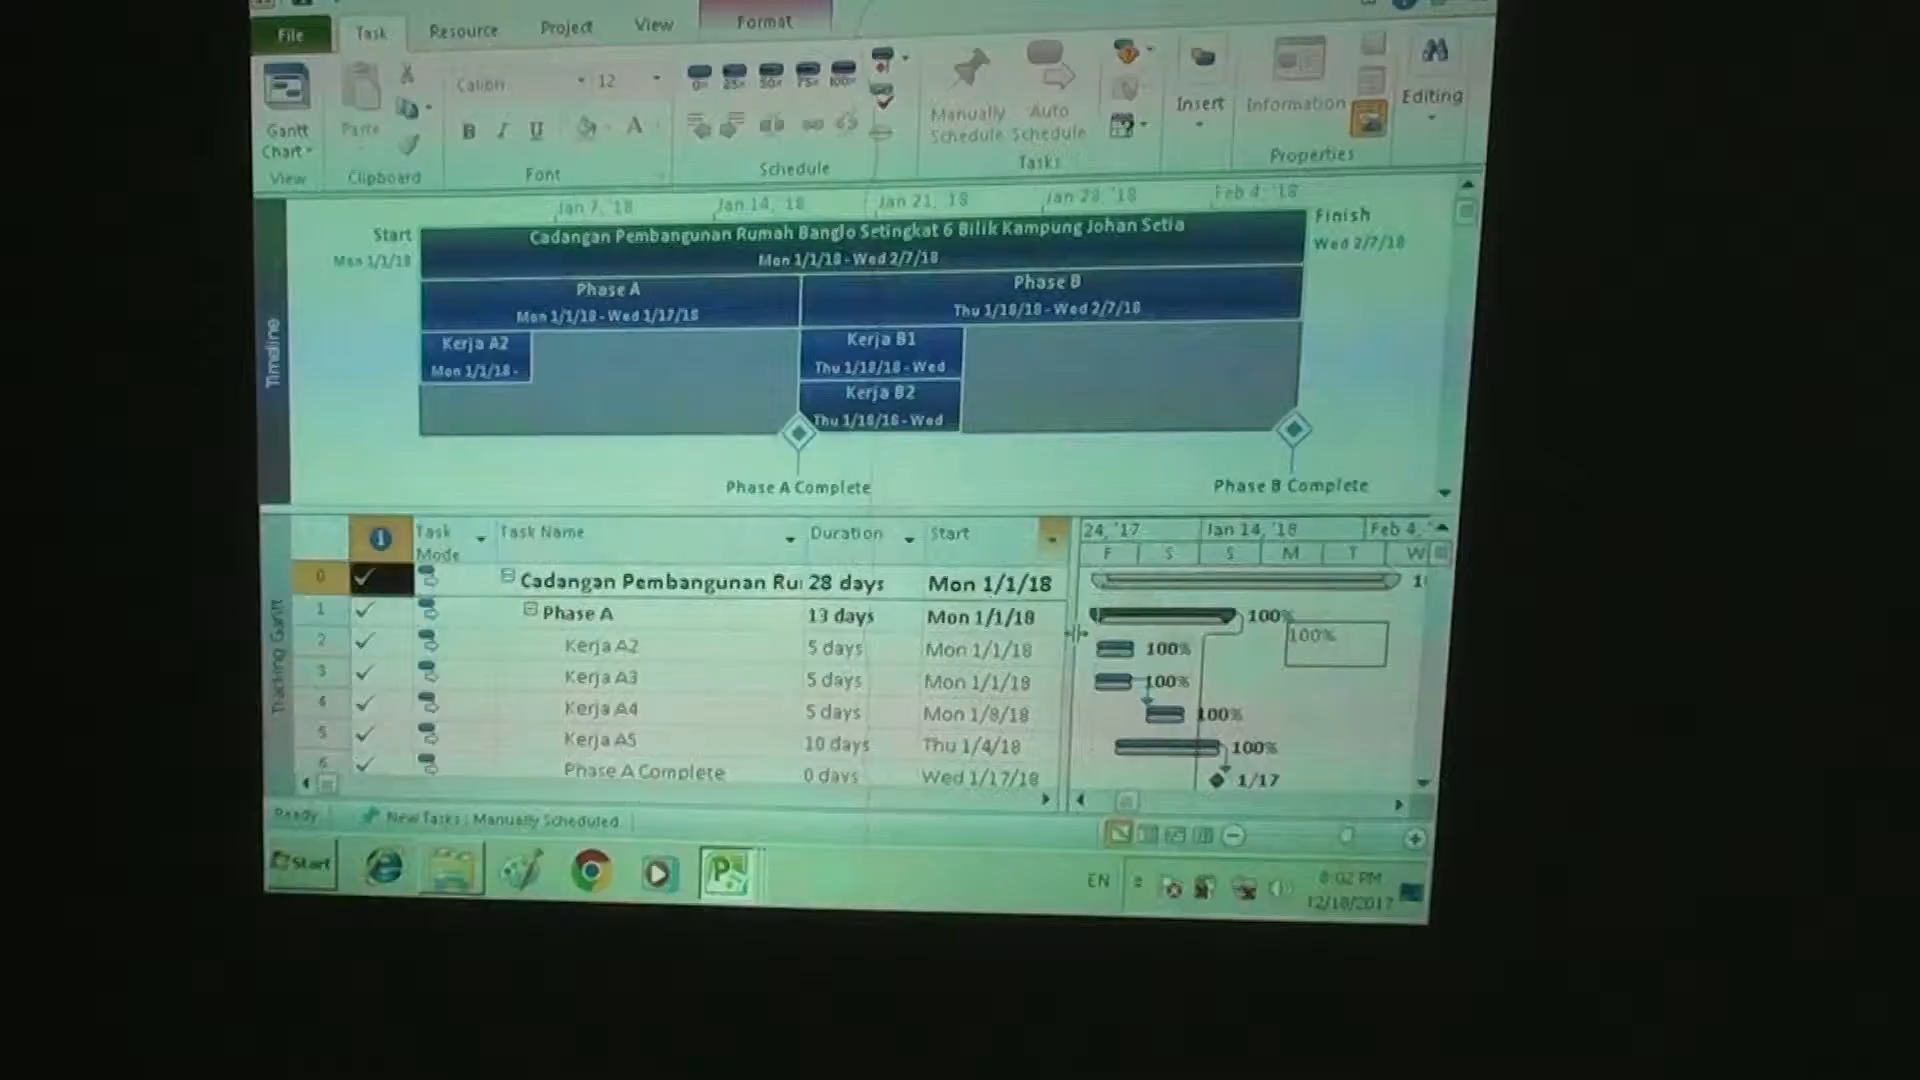 File Task Resource Project View Format
Calibri 12
0% 25% 50% 75% 100%
Gantt Chart
Paste
B I U A
Manually Schedule
Auto Schedule
Insert
Information
Editing
View Clipboard Font Schedule Tasks Properties
Jan 7, '18 Jan 14, '18 Jan 21, '18 Jan 28, '18 Feb 4, '18
Start
Mon 1/1/18
Cadangan Pembangunan Rumah Banglo Setingkat 6 Bilik Kampung Johan Setia
Mon 1/1/18 - Wed 2/7/18
Finish
Wed 2/7/18
Phase A
Mon 1/1/18 - Wed 1/17/18
Phase B
Thu 1/18/18 - Wed 2/7/18
Kerja A2
Mon 1/1/18 -
Kerja B1
Thu 1/18/18 - Wed
Kerja B2
Thu 1/18/18 - Wed
Phase A Complete
Phase B Complete
Timeline
Task Mode Task Name Duration Start
24, '17 Jan 14, '18 Feb 4, '
F S S M T W
0 Cadangan Pembangunan Ru 28 days Mon 1/1/18
1 Phase A 13 days Mon 1/1/18 100%
100%
2 Kerja A2 5 days Mon 1/1/18 100%
3 Kerja A3 5 days Mon 1/1/18 100%
4 Kerja A4 5 days Mon 1/8/18 100%
5 Kerja A5 10 days Thu 1/4/18 100%
6 Phase A Complete 0 days Wed 1/17/18 1/17
Tracking Gantt
Ready New Tasks : Manually Scheduled
Start
EN
8:02 PM
12/18/2017